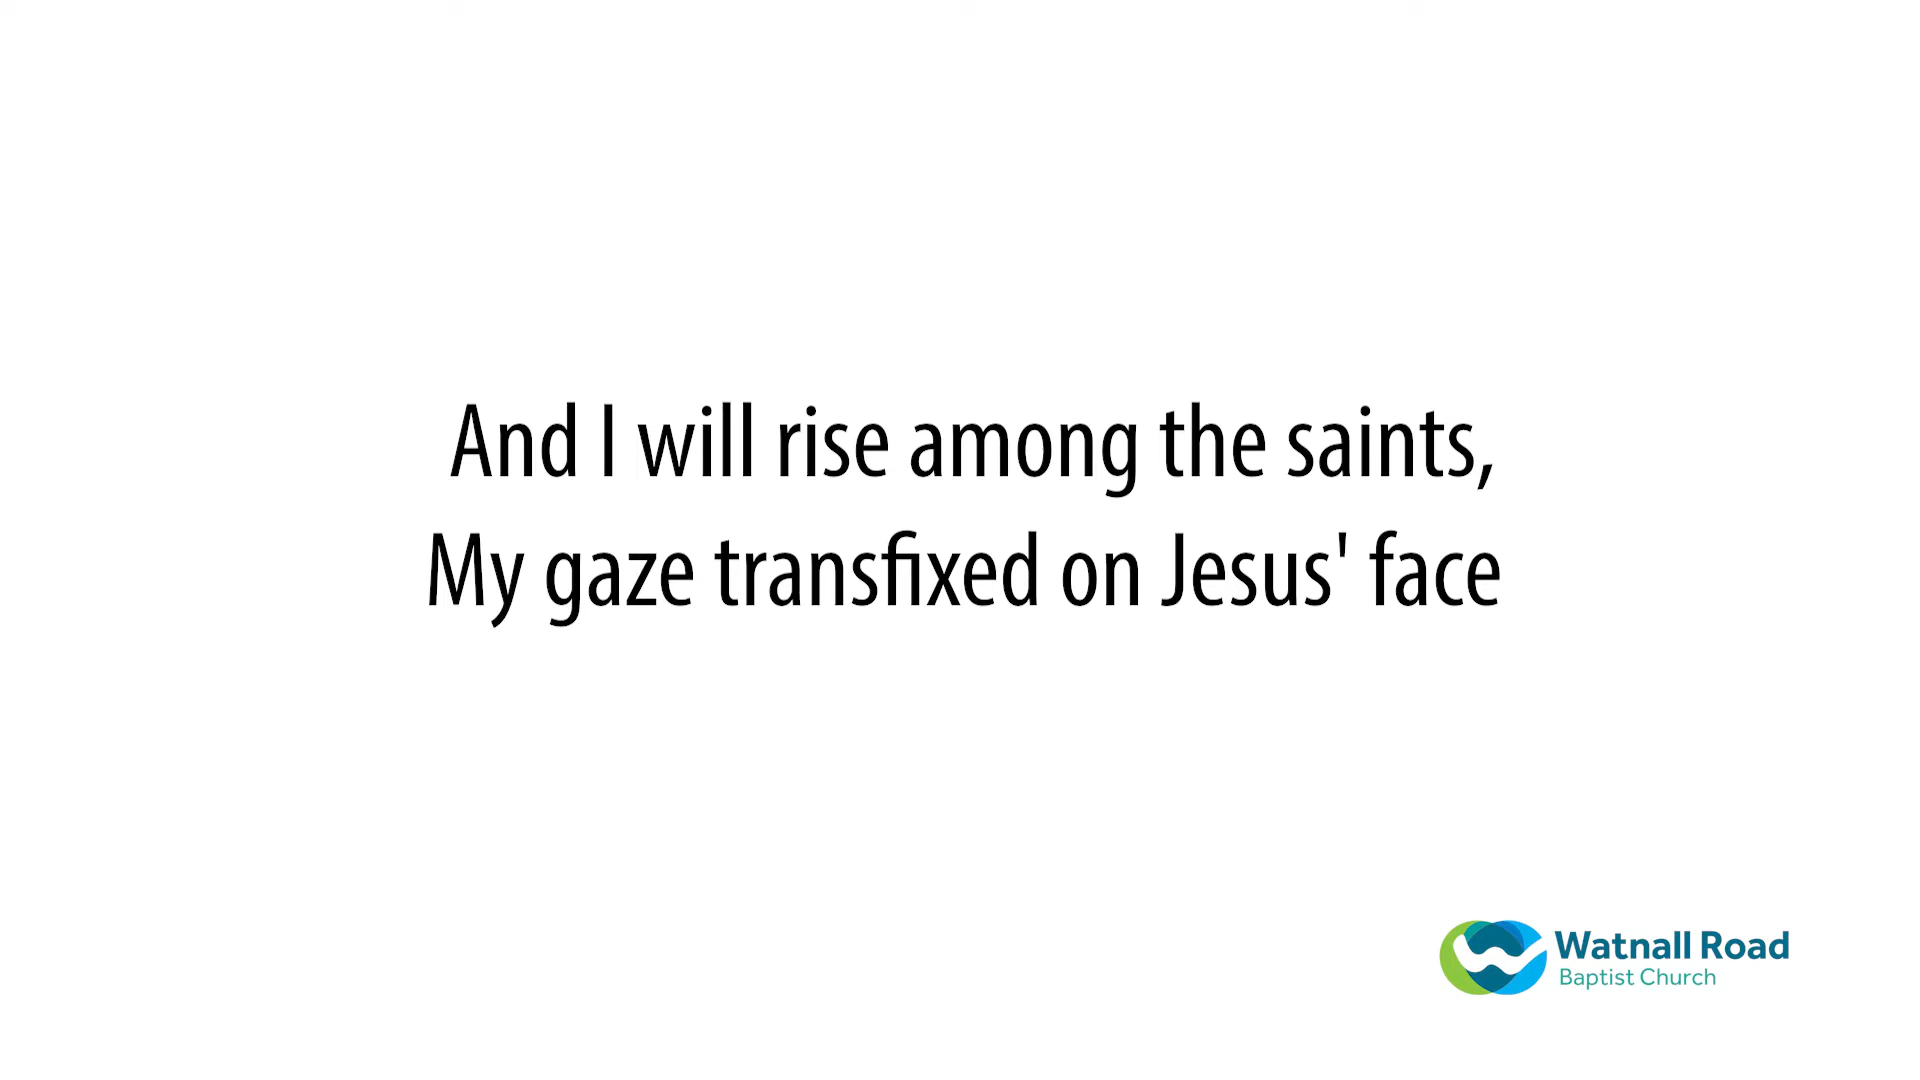 And I will rise among the saints,
My gaze transfixed on Jesus' face
Watnall Road
Baptist Church